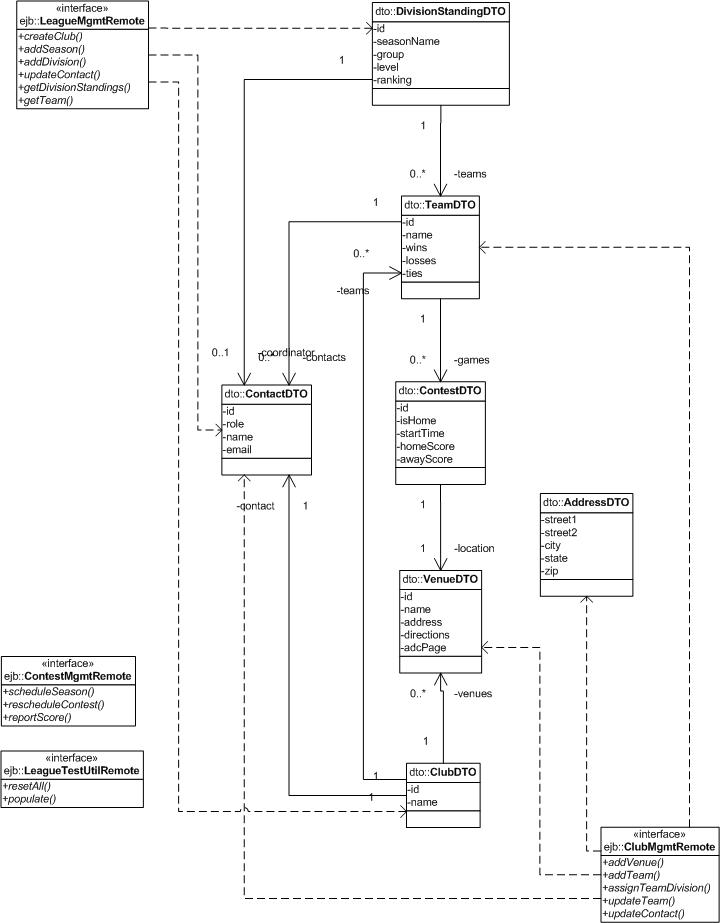 «interface»
ejb::LeagueMgmtRemote
+createClub()
+addSeason()
+addDivision()
+updateContact()
+getDivisionStandings()
+getTeam()
dto::DivisionStandingDTO
-id
-seasonName
-group
-level
-ranking
1
1
0..*
-teams
dto::TeamDTO
-id
-name
-wins
-losses
-ties
1
0..*
-teams
1
0..*
-games
0..1
-coordinator
0..*
-contacts
dto::ContactDTO
-id
-role
-name
-email
dto::ContestDTO
-id
-isHome
-startTime
-homeScore
-awayScore
-contact
1
1
1
-location
dto::AddressDTO
-street1
-street2
-city
-state
-zip
dto::VenueDTO
-id
-name
-address
-directions
-adcPage
0..*
-venues
1
«interface»
ejb::ContestMgmtRemote
+scheduleSeason()
+rescheduleContest()
+reportScore()
«interface»
ejb::LeagueTestUtilRemote
+resetAll()
+populate()
1
1
dto::ClubDTO
-id
-name
«interface»
ejb::ClubMgmtRemote
+addVenue()
+addTeam()
+assignTeamDivision()
+updateTeam()
+updateContact()